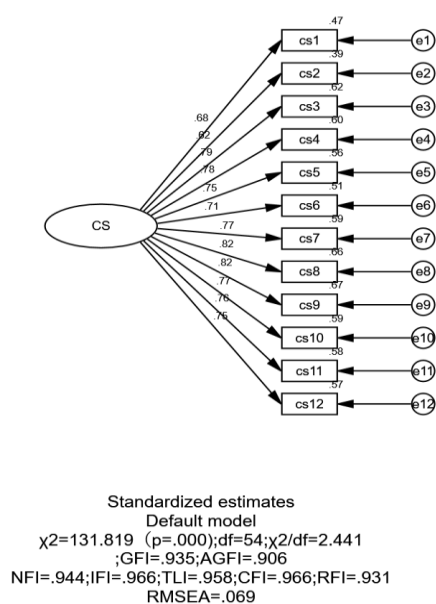 .47
cs1
e1
.39
cs2
e2
.62
cs3
e3
.60
cs4
e4
.56
cs5
e5
.51
cs6
e6
.59
cs7
e7
.66
cs8
e8
.67
cs9
e9
.59
cs10
e10
.58
cs11
e11
.57
cs12
e12
CS
.68
.62
.79
.78
.75
.71
.77
.82
.82
.77
.76
.75
Standardized estimates
Default model
χ2=131.819（p=.000);df=54;χ2/df=2.441
;GFI=.935;AGFI=.906
NFI=.944;IFI=.966;TLI=.958;CFI=.966;RFI=.931
RMSEA=.069